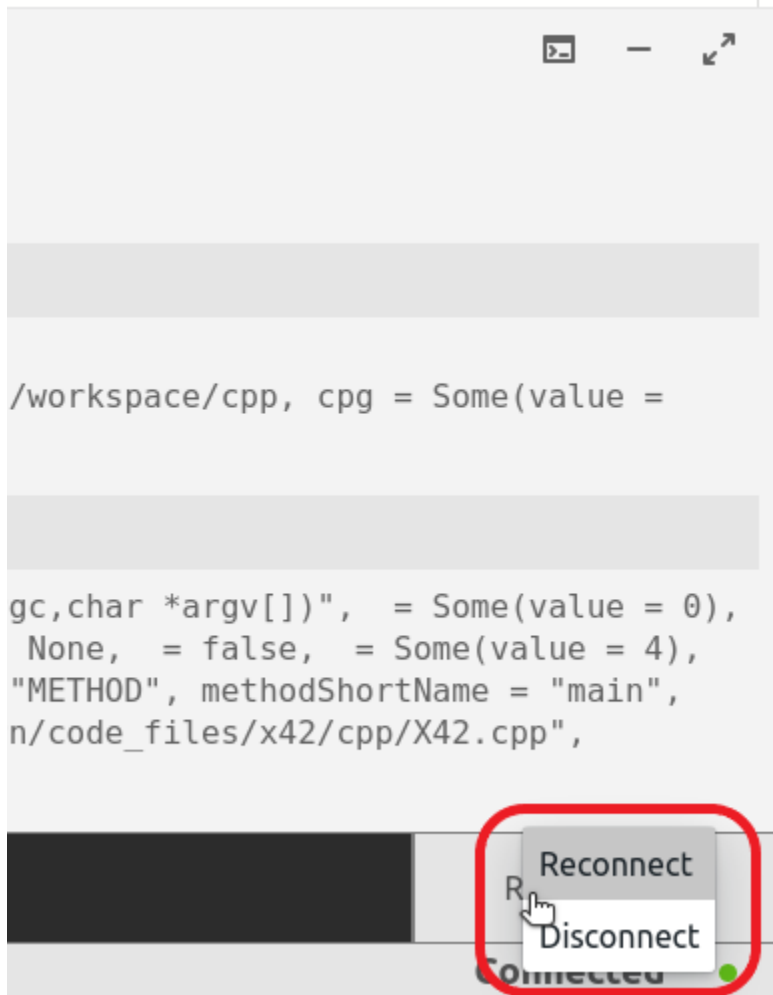 /workspace/cpp, cpg = Some(value =
gc,char *argv[])",  = Some(value = 0),
None,  = false,  = Some(value = 4),
"METHOD", methodShortName = "main",
n/code_files/x42/cpp/X42.cpp",
Reconnect
R
Disconnect
Connected